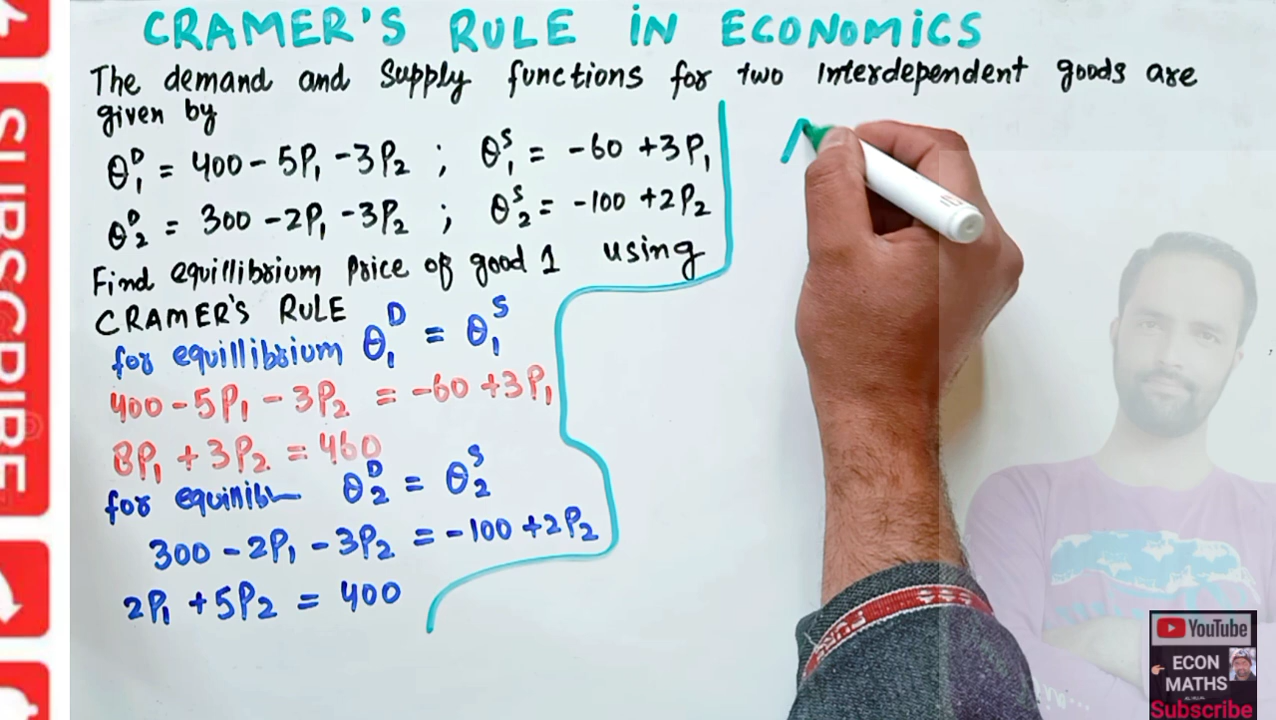 CRAMER'S RULE IN ECONOMICS
The demand and Supply functions for two Interdependent goods are
given by
Q₁ᴰ = 400 - 5P₁ - 3P₂ ; Q₁ˢ = -60 + 3P₁
Q₂ᴰ = 300 - 2P₁ - 3P₂ ; Q₂ˢ = -100 + 2P₂
Find equillibrium Price of good 1 using
CRAMER'S RULE
for equillibrium Q₁ᴰ = Q₁ˢ
400 - 5P₁ - 3P₂ = -60 + 3P₁
8P₁ + 3P₂ = 460
for Q₂ᴰ = Q₂ˢ
300 - 2P₁ - 3P₂ = -100 + 2P₂
2P₁ + 5P₂ = 400
SUBSCRIBE
YouTube
ECON
MATHS
Subscribe